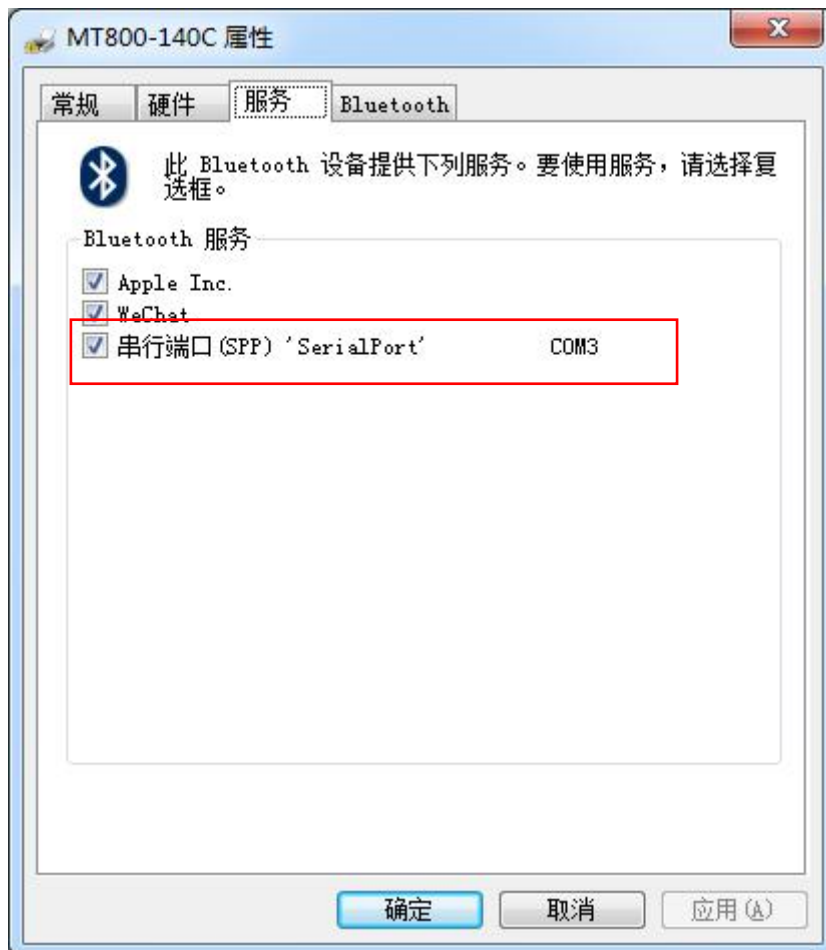 MT800-140C 属性
常规 硬件 服务 Bluetooth
此 Bluetooth 设备提供下列服务。要使用服务，请选择复
选框。
Bluetooth 服务
Apple Inc.
WeChat
串行端口(SPP) 'SerialPort' COM3
确定 取消 应用(A)